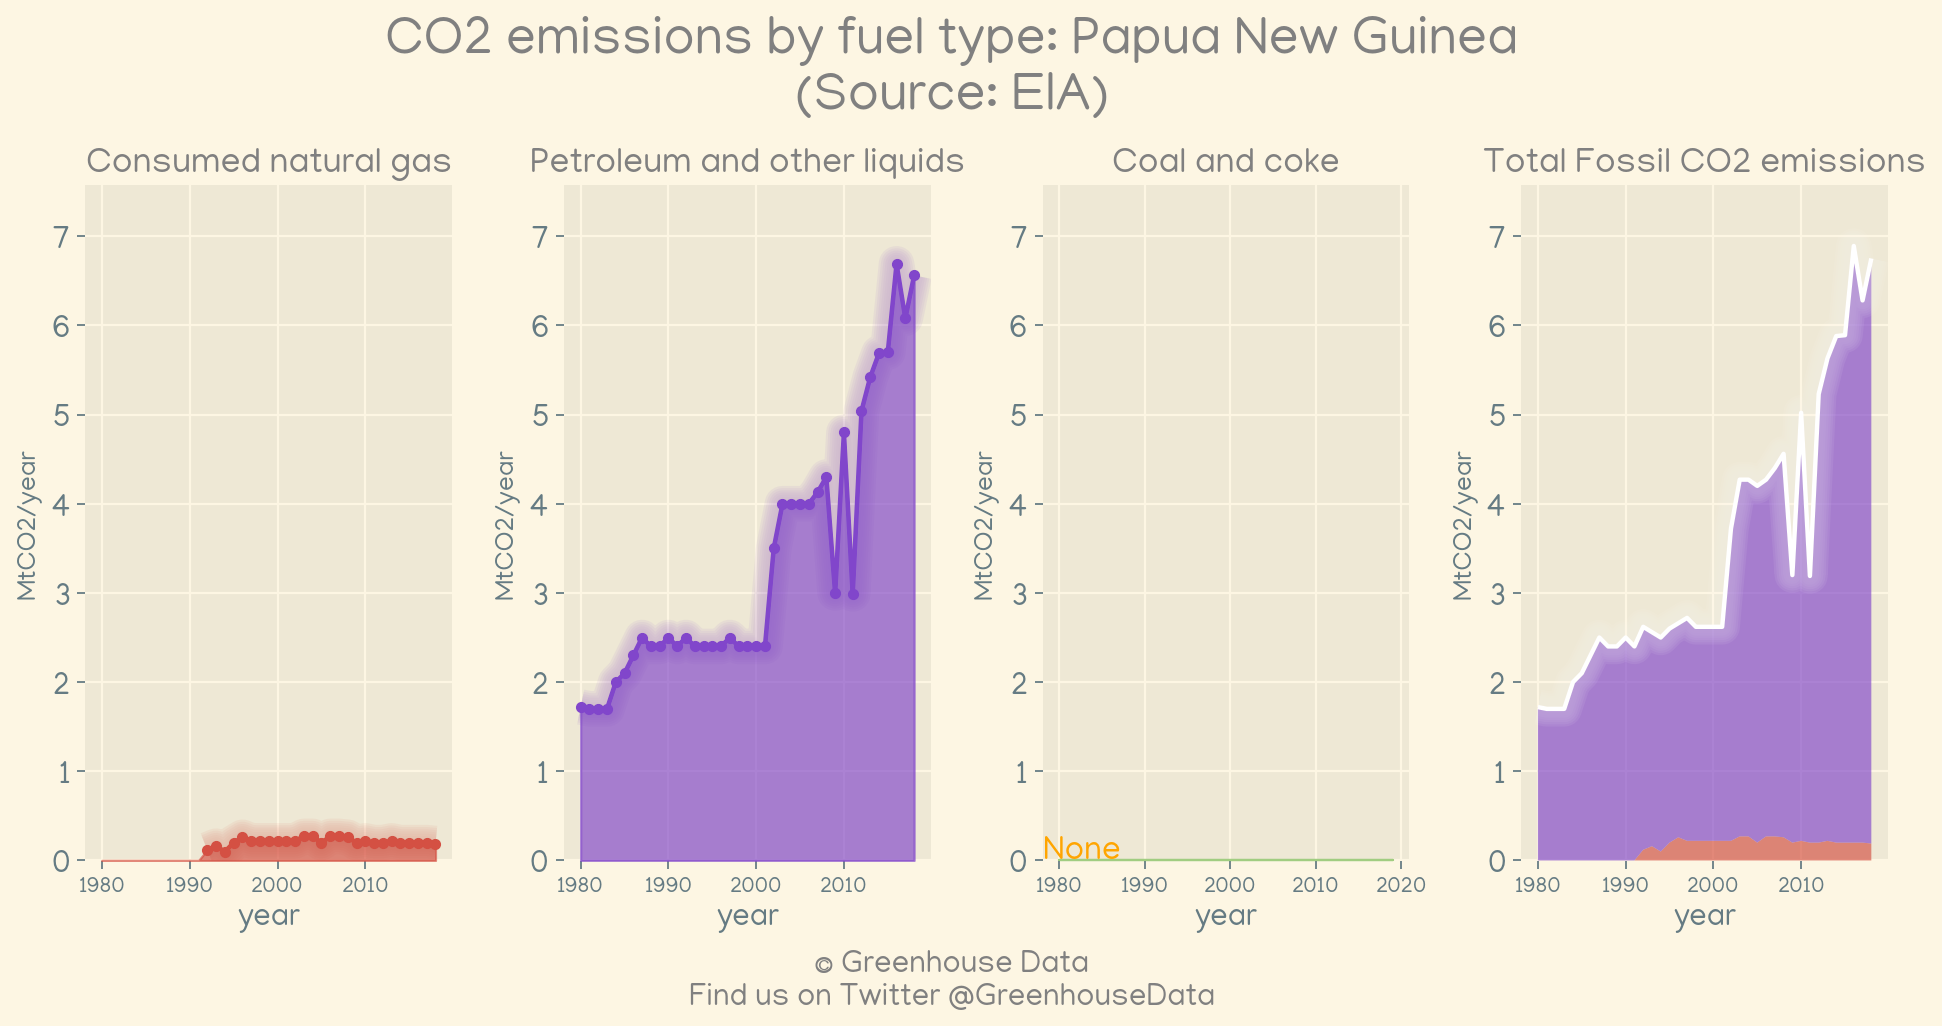 CO2 emissions by fuel type: Papua New Guinea
(Source: EIA)
Consumed natural gas
Petroleum and other liquids
Coal and coke
Total Fossil CO2 emissions
MtCO2/year
7
6
5
4
3
2
1
0
1980 1990 2000 2010
year
MtCO2/year
7
6
5
4
3
2
1
0
1980 1990 2000 2010
year
MtCO2/year
7
6
5
4
3
2
1
None
0
1980 1990 2000 2010 2020
year
MtCO2/year
7
6
5
4
3
2
1
0
1980 1990 2000 2010
year
© Greenhouse Data
Find us on Twitter @GreenhouseData